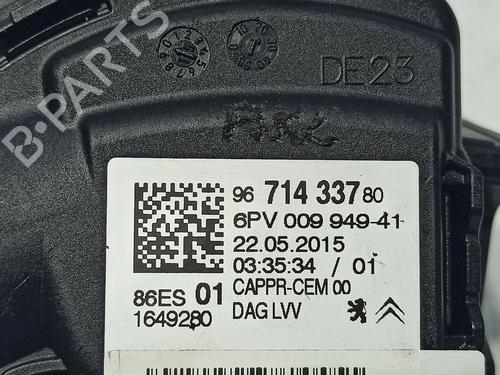 DE23
B-PARTS
96 714 337 80
6PV 009 949-41
22.05.2015
03:35:34 / 01
86ES 01 CAPPR-CEM 00
1649280 DAG LVV